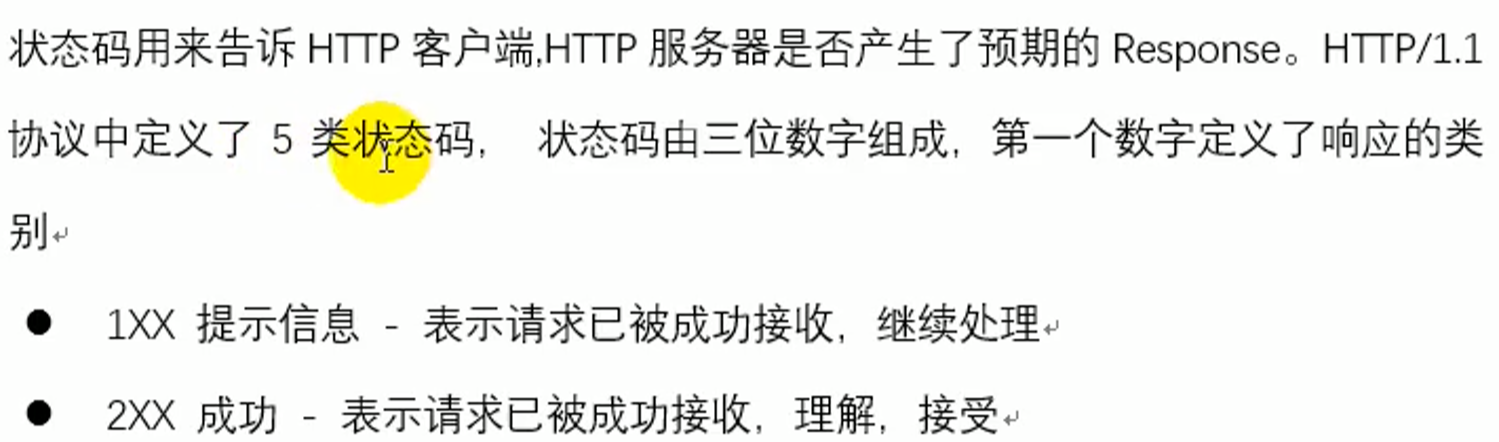 状态码用来告诉 HTTP 客户端,HTTP 服务器是否产生了预期的 Response。HTTP/1.1
协议中定义了 5 类状态码， 状态码由三位数字组成，第一个数字定义了响应的类
别
● 1XX 提示信息 - 表示请求已被成功接收，继续处理
● 2XX 成功 - 表示请求已被成功接收，理解，接受